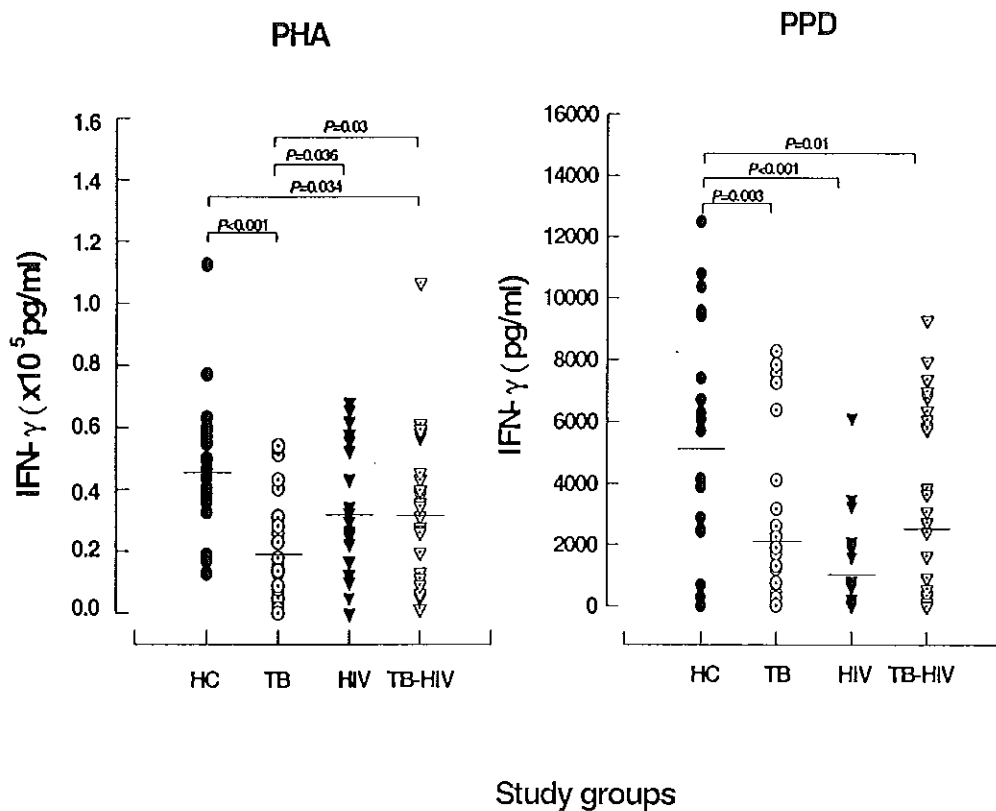 PHA
PPD
1.6
1.4
1.2
1.0
0.8
0.6
0.4
0.2
0.0
IFN-γ (x10⁵pg/ml)
P=0.03
P=0.036
P=0.034
P<0.001
HC TB HIV TB-HIV
16000
14000
12000
10000
8000
6000
4000
2000
0
IFN-γ (pg/ml)
P=0.01
P<0.001
P=0.003
HC TB HIV TB-HIV
Study groups